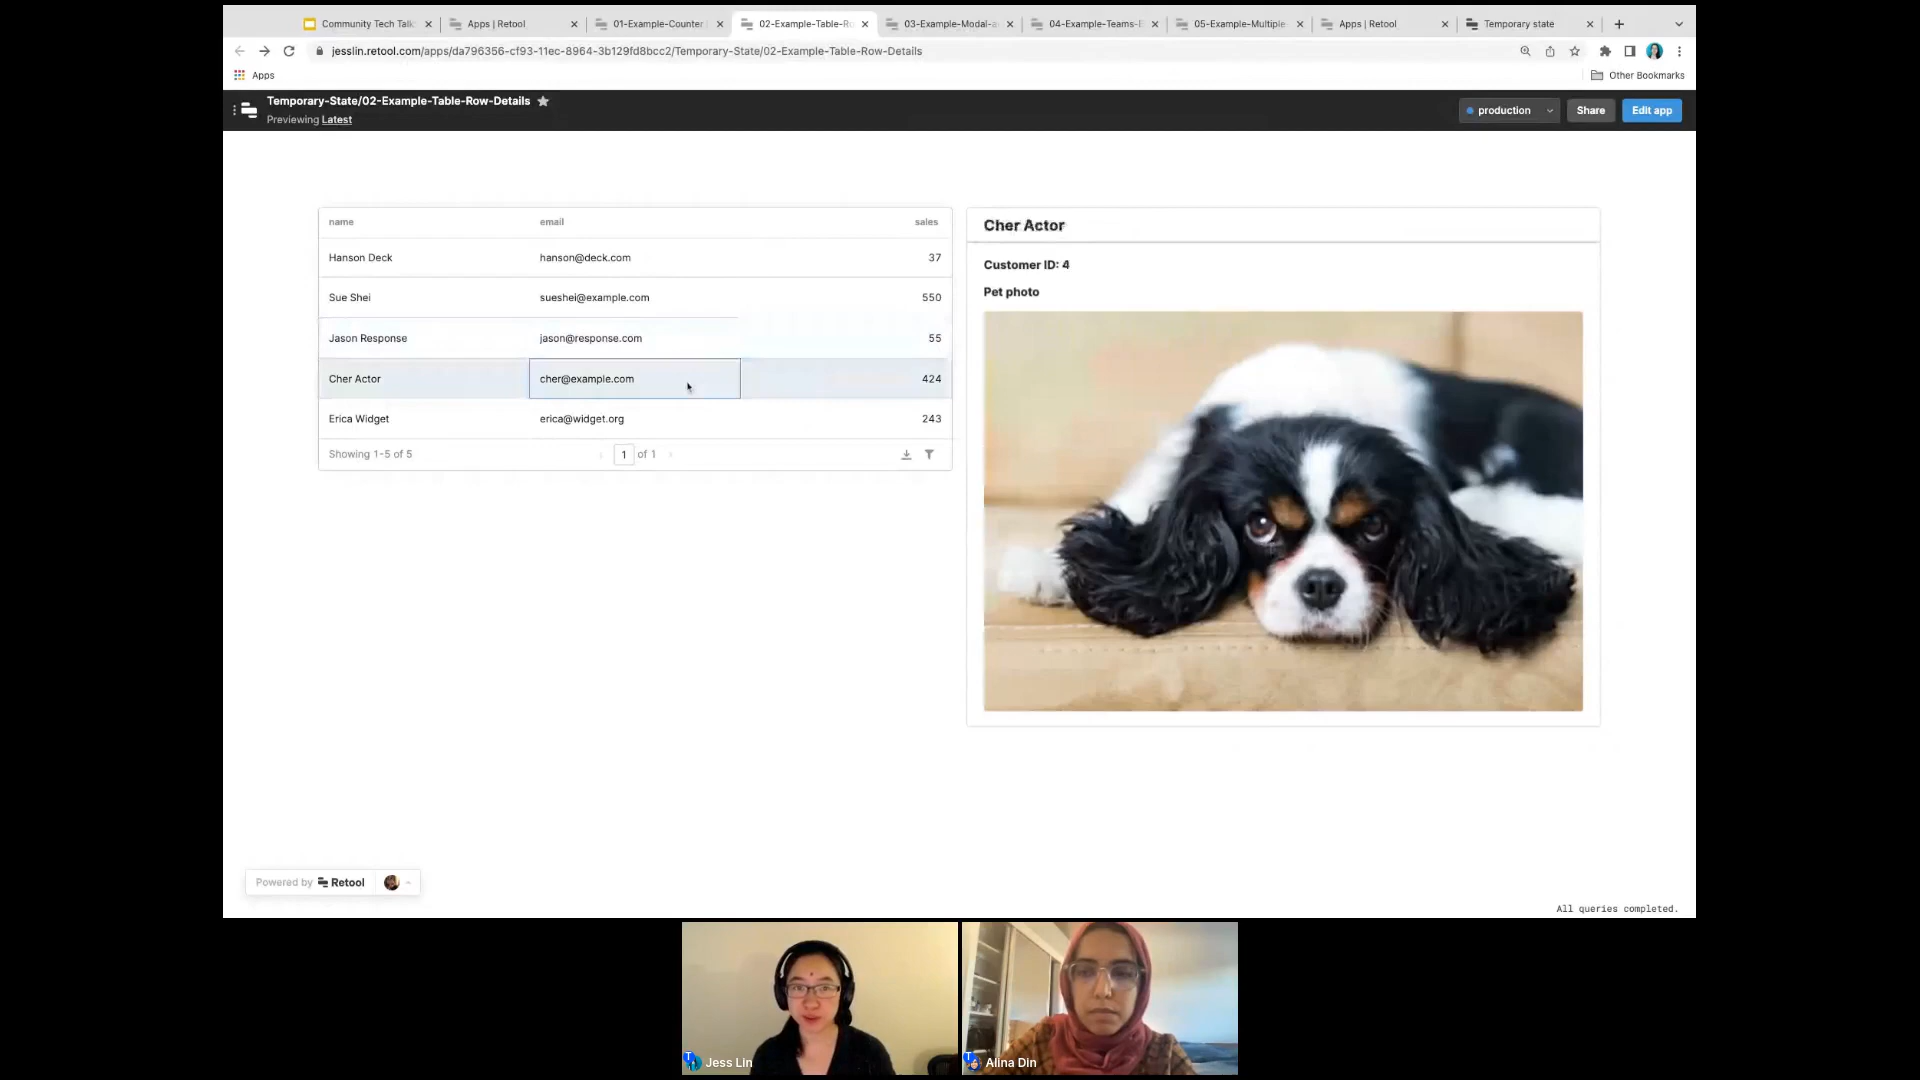 Community Tech Talk
Apps | Retool
01-Example-Counter
02-Example-Table-Ro
03-Example-Modal-a
04-Example-Teams-E
05-Example-Multiple
Apps | Retool
Temporary state
jesslin.retool.com/apps/da796356-cf93-11ec-8964-3b129fd8bcc2/Temporary-State/02-Example-Table-Row-Details
Apps
Other Bookmarks
Temporary-State/02-Example-Table-Row-Details
Previewing Latest
production
Share
Edit app
name email sales
Hanson Deck hanson@deck.com 37
Sue Shei sueshei@example.com 550
Jason Response jason@response.com 55
Cher Actor cher@example.com 424
Erica Widget erica@widget.org 243
Showing 1-5 of 5
1 of 1
Cher Actor
Customer ID: 4
Pet photo
Powered by Retool
All queries completed.
Jess Lin
Alina Din